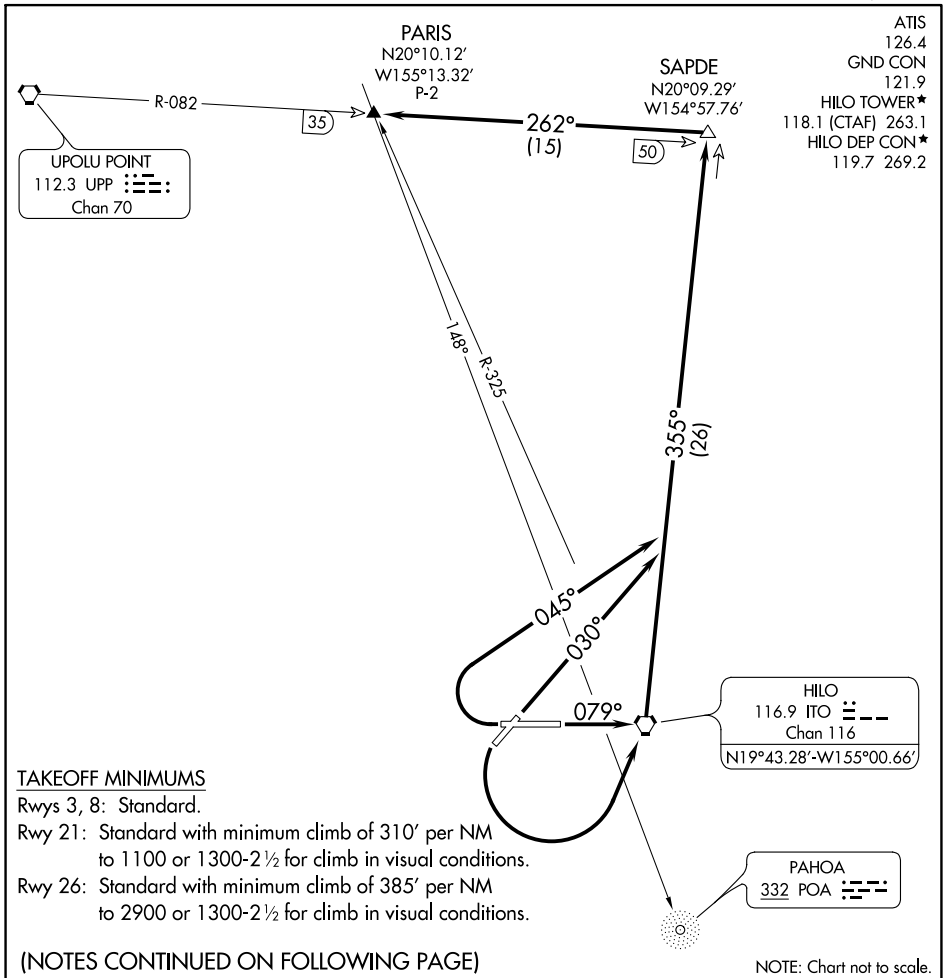 ATIS
126.4
GND CON
121.9
HILO TOWER★
118.1 (CTAF) 263.1
HILO DEP CON★
119.7 269.2
PARIS
N20°10.12'
W155°13.32'
P-2
SAPDE
N20°09.29'
W154°57.76'
R-082
35
262°
(15)
50
UPOLU POINT
112.3 UPP
Chan 70
148°
R-325
355°
(26)
045°
030°
079°
HILO
116.9 ITO
Chan 116
N19°43.28'-W155°00.66'
TAKEOFF MINIMUMS
Rwys 3, 8: Standard.
Rwy 21: Standard with minimum climb of 310' per NM
to 1100 or 1300-2½ for climb in visual conditions.
Rwy 26: Standard with minimum climb of 385' per NM
to 2900 or 1300-2½ for climb in visual conditions.
PAHOA
332 POA
(NOTES CONTINUED ON FOLLOWING PAGE)
NOTE: Chart not to scale.